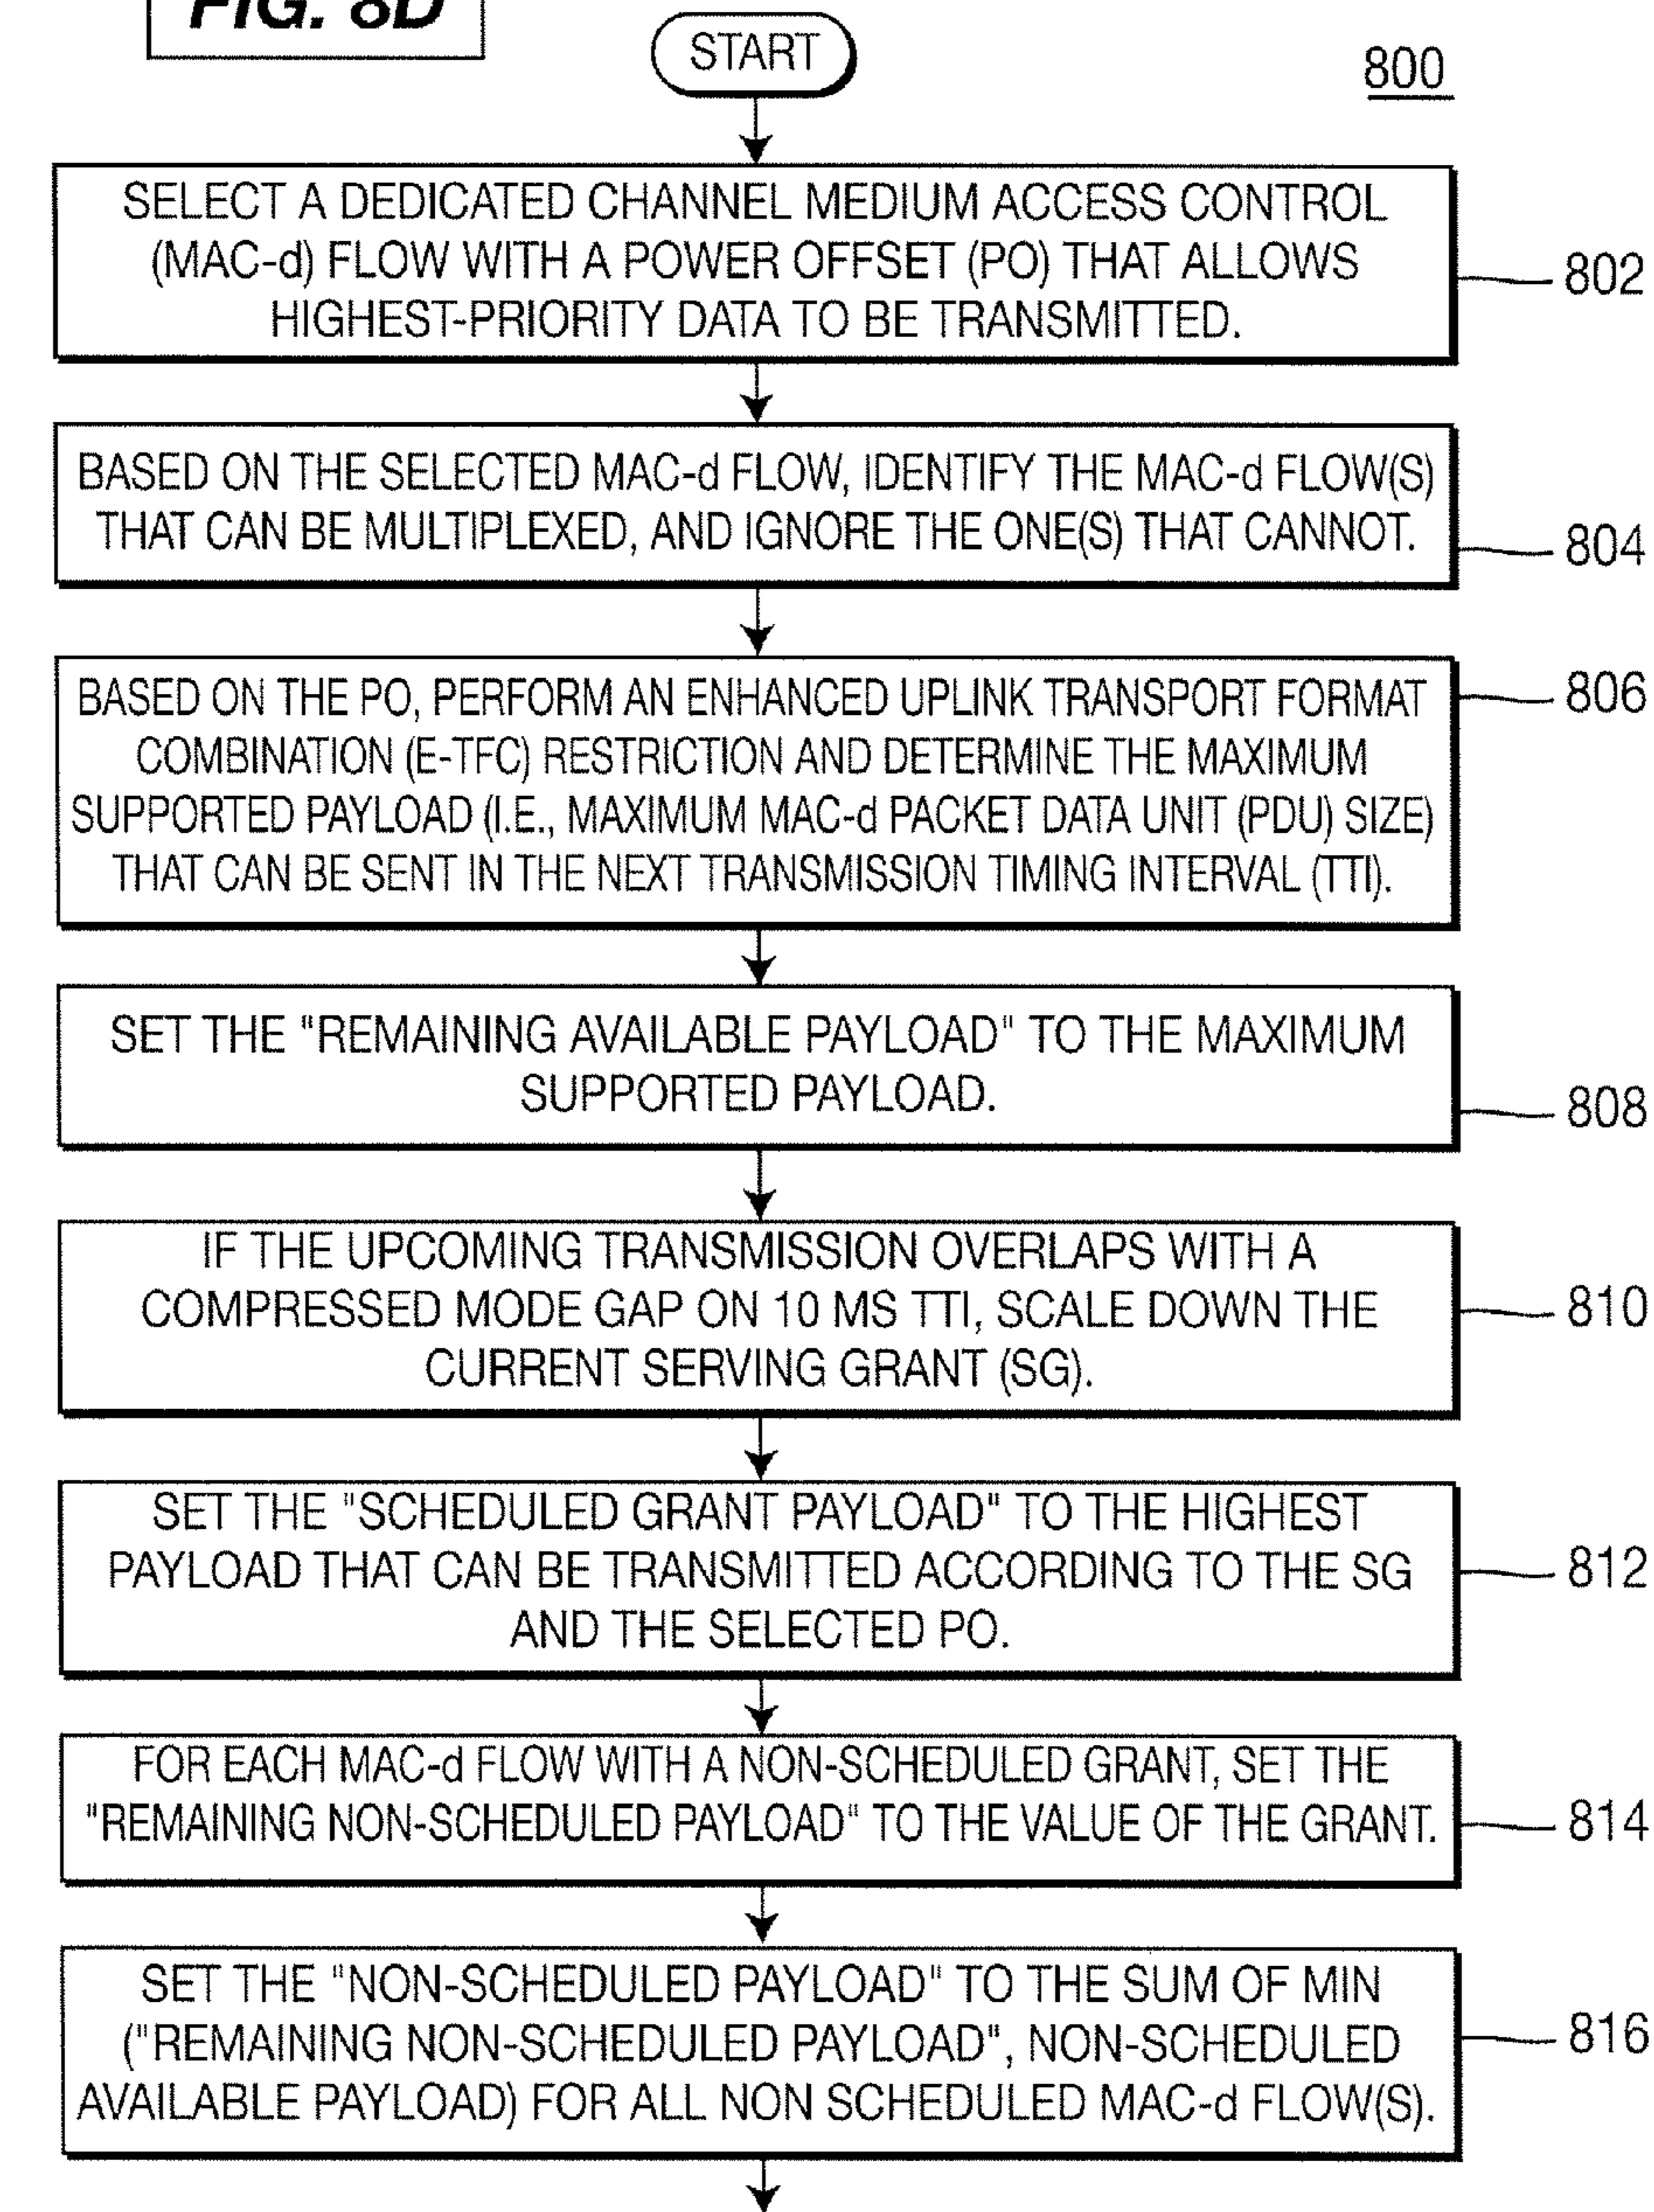 FIG. 8D
START
800
SELECT A DEDICATED CHANNEL MEDIUM ACCESS CONTROL
(MAC-d) FLOW WITH A POWER OFFSET (PO) THAT ALLOWS
HIGHEST-PRIORITY DATA TO BE TRANSMITTED.
802
BASED ON THE SELECTED MAC-d FLOW, IDENTIFY THE MAC-d FLOW(S)
THAT CAN BE MULTIPLEXED, AND IGNORE THE ONE(S) THAT CANNOT.
804
BASED ON THE PO, PERFORM AN ENHANCED UPLINK TRANSPORT FORMAT
COMBINATION (E-TFC) RESTRICTION AND DETERMINE THE MAXIMUM
SUPPORTED PAYLOAD (I.E., MAXIMUM MAC-d PACKET DATA UNIT (PDU) SIZE)
THAT CAN BE SENT IN THE NEXT TRANSMISSION TIMING INTERVAL (TTI).
806
SET THE "REMAINING AVAILABLE PAYLOAD" TO THE MAXIMUM
SUPPORTED PAYLOAD.
808
IF THE UPCOMING TRANSMISSION OVERLAPS WITH A
COMPRESSED MODE GAP ON 10 MS TTI, SCALE DOWN THE
CURRENT SERVING GRANT (SG).
810
SET THE "SCHEDULED GRANT PAYLOAD" TO THE HIGHEST
PAYLOAD THAT CAN BE TRANSMITTED ACCORDING TO THE SG
AND THE SELECTED PO.
812
FOR EACH MAC-d FLOW WITH A NON-SCHEDULED GRANT, SET THE
"REMAINING NON-SCHEDULED PAYLOAD" TO THE VALUE OF THE GRANT.
814
SET THE "NON-SCHEDULED PAYLOAD" TO THE SUM OF MIN
("REMAINING NON-SCHEDULED PAYLOAD", NON-SCHEDULED
AVAILABLE PAYLOAD) FOR ALL NON SCHEDULED MAC-d FLOW(S).
816